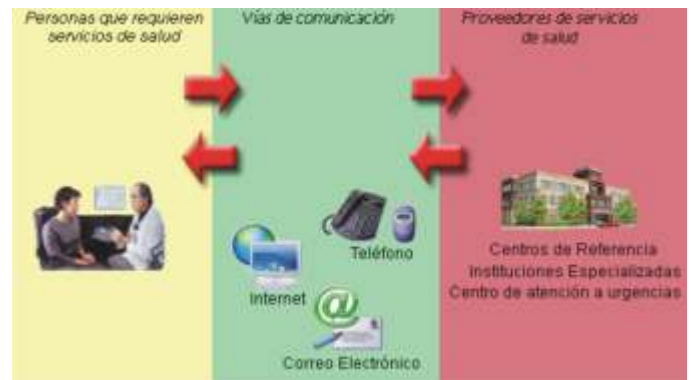 Personas que requieren
servicios de salud
Vías de comunicación
Proveedores de servicios
de salud
Teléfono
Internet
Correo Electrónico
Centros de Referencia
Instituciones Especializadas
Centro de atención a urgencias